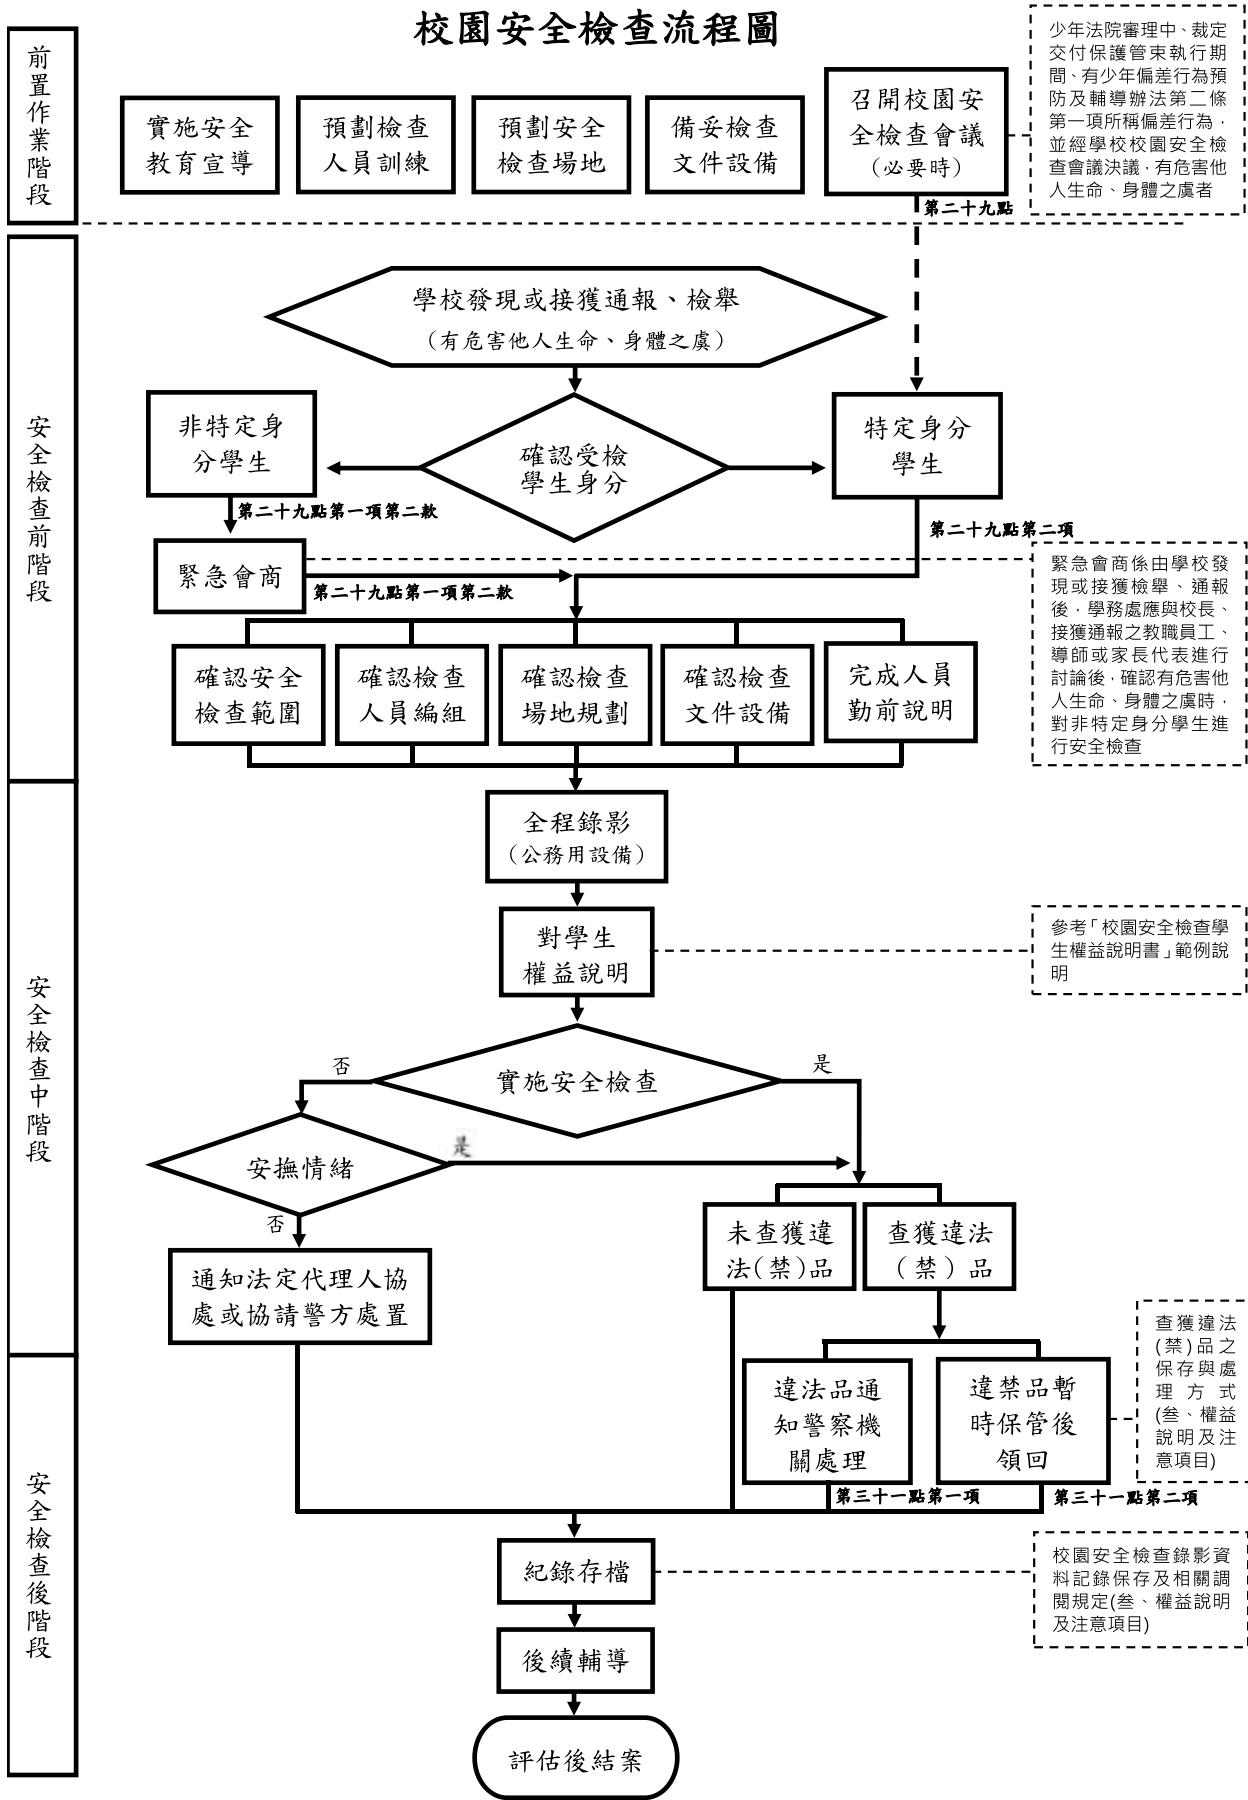 校園安全檢查流程圖
前置作業階段
實施安全
教育宣導
預劃檢查
人員訓練
預劃安全
檢查場地
備妥檢查
文件設備
召開校園安
全檢查會議
（必要時）
少年法院審理中、裁定
交付保護管束執行期
間、有少年偏差行為預
防及輔導辦法第二條
第一項所稱偏差行為，
並經學校校園安全檢
查會議決議，有危害他
人生命、身體之虞者
第二十九點
安全檢查前階段
學校發現或接獲通報、檢舉
（有危害他人生命、身體之虞）
非特定身
分學生
確認受檢
學生身分
特定身分
學生
第二十九點第一項第二款
第二十九點第二項
緊急會商
第二十九點第一項第二款
緊急會商係由學校發
現或接獲檢舉、通報
後，學務處應與校長、
接獲通報之教職員工、
導師或家長代表進行
討論後，確認有危害他
人生命、身體之虞時，
對非特定身分學生進
行安全檢查
確認安全
檢查範圍
確認檢查
人員編組
確認檢查
場地規劃
確認檢查
文件設備
完成人員
勤前說明
安全檢查中階段
全程錄影
（公務用設備）
對學生
權益說明
參考「校園安全檢查學
生權益說明書」範例說
明
實施安全檢查
否
是
安撫情緒
是
否
通知法定代理人協
處或協請警方處置
未查獲違
法(禁)品
查獲違法
（禁）品
違法品通
知警察機
關處理
違禁品暫
時保管後
領回
查獲違法
(禁)品之
保存與處
理方式
(叁、權益
說明及注
意項目)
第三十一點第一項
第三十一點第二項
安全檢查後階段
紀錄存檔
校園安全檢查錄影資
料記錄保存及相關調
閱規定(叁、權益說明
及注意項目)
後續輔導
評估後結案